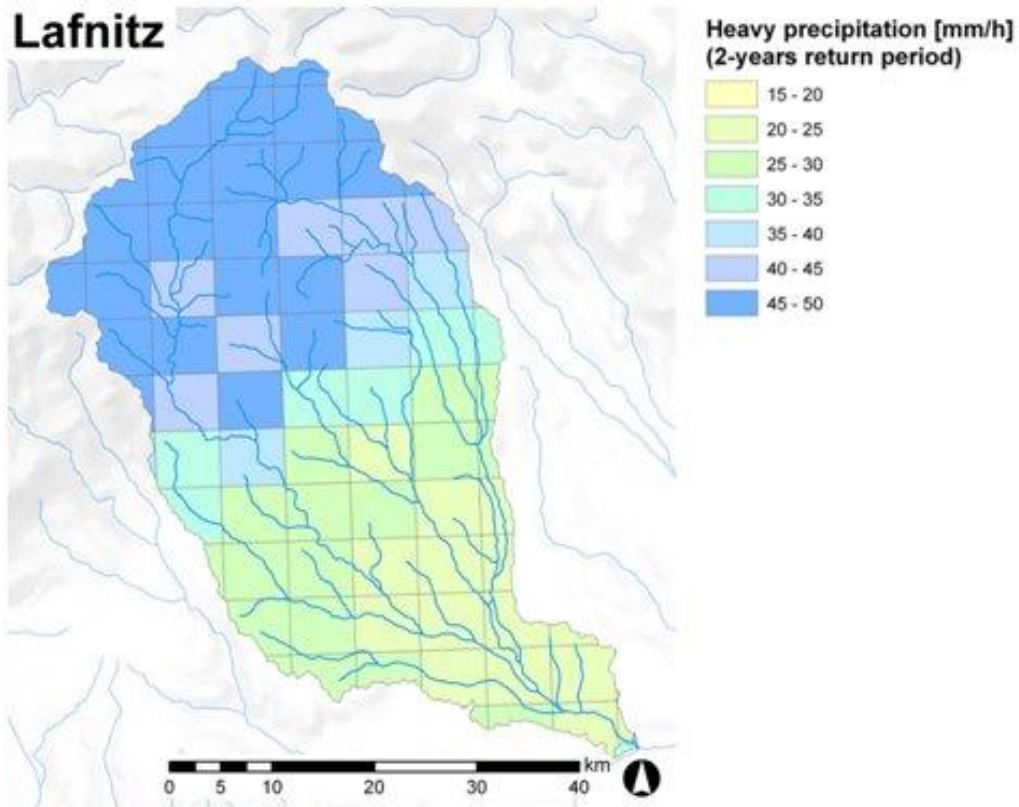 Lafnitz
Heavy precipitation [mm/h]
(2-years return period)
15 - 20
20 - 25
25 - 30
30 - 35
35 - 40
40 - 45
45 - 50
km
0 5 10 20 30 40